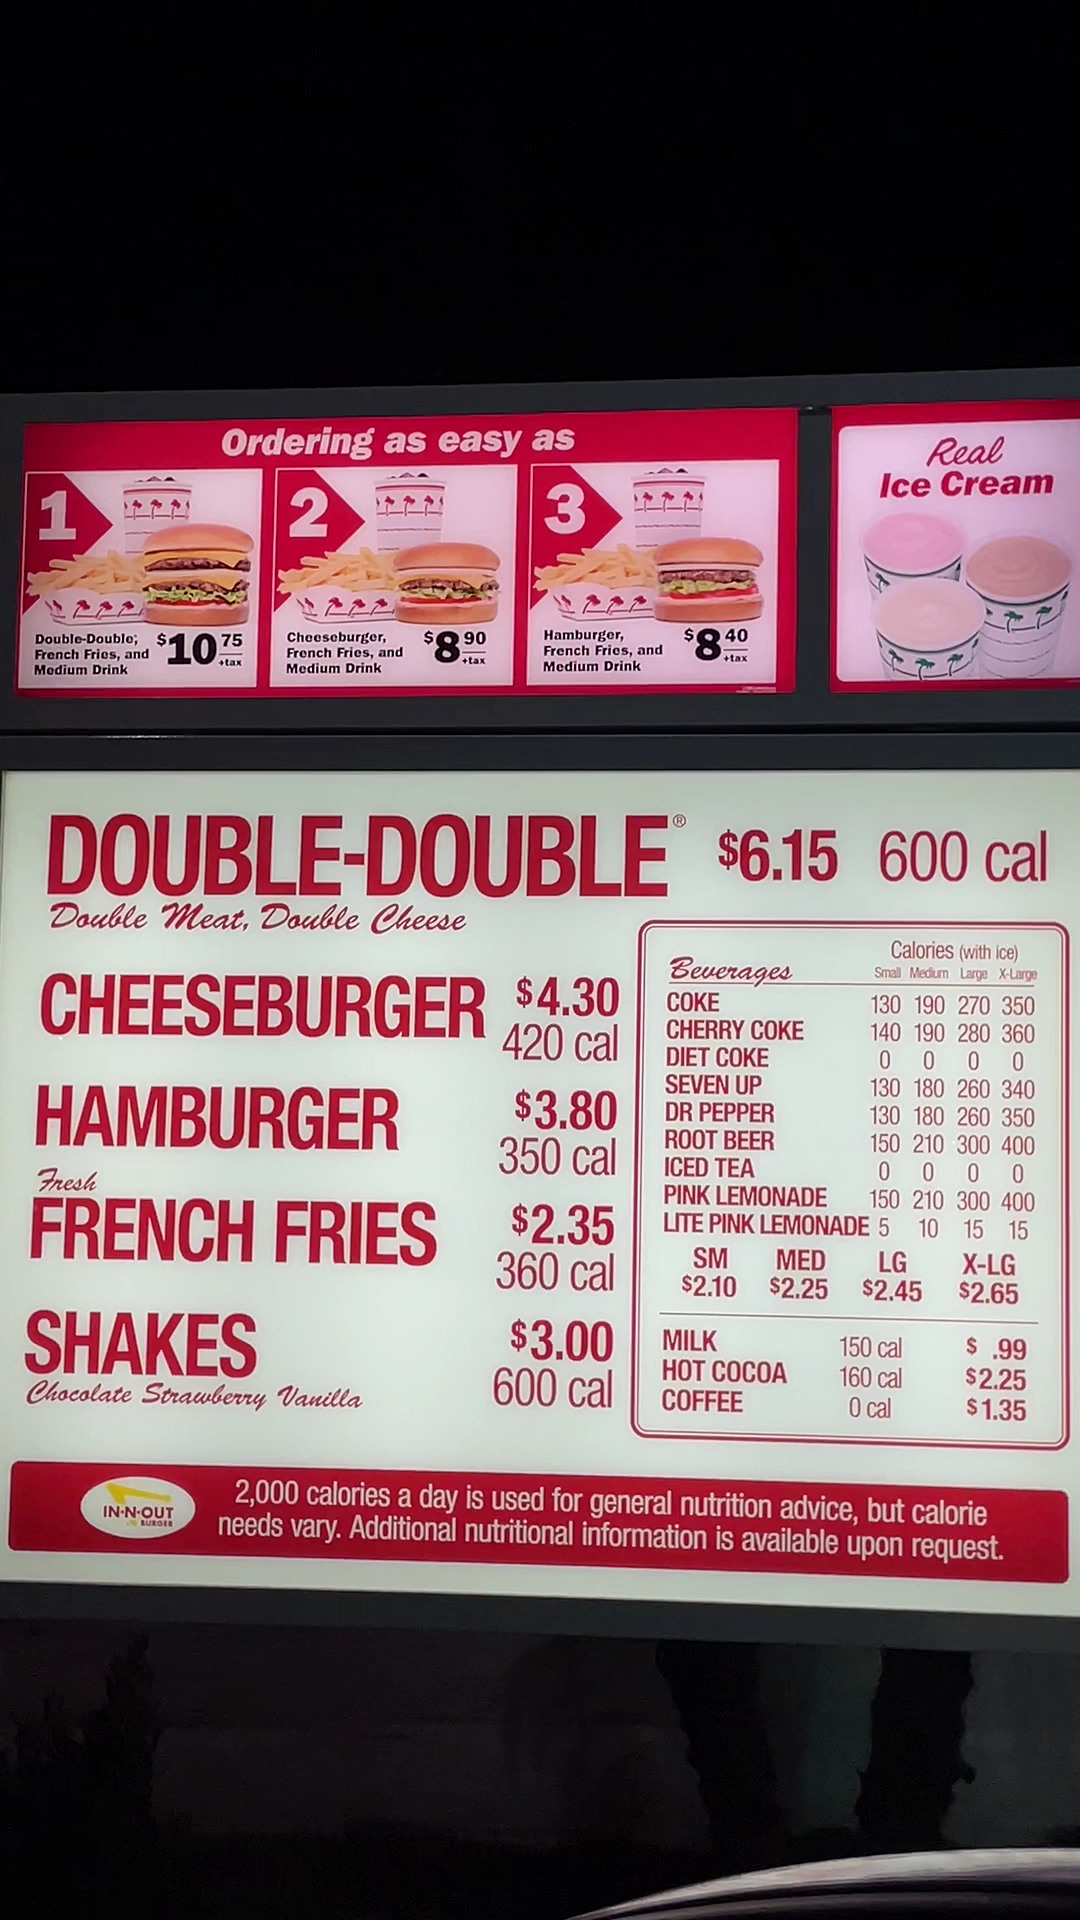 Ordering as easy as
1
Double-Double,
French Fries, and
Medium Drink
$10 75
+tax
2
Cheeseburger,
French Fries, and
Medium Drink
$8 90
+tax
3
Hamburger,
French Fries, and
Medium Drink
$8 40
+tax
Real
Ice Cream
DOUBLE-DOUBLE® $6.15 600 cal
Double Meat, Double Cheese
CHEESEBURGER $4.30
420 cal
HAMBURGER $3.80
350 cal
Fresh
FRENCH FRIES $2.35
360 cal
SHAKES $3.00
Chocolate Strawberry Vanilla 600 cal
Calories (with ice)
Beverages Small Medium Large X-Large
COKE 130 190 270 350
CHERRY COKE 140 190 280 360
DIET COKE 0 0 0 0
SEVEN UP 130 180 260 340
DR PEPPER 130 180 260 350
ROOT BEER 150 210 300 400
ICED TEA 0 0 0 0
PINK LEMONADE 150 210 300 400
LITE PINK LEMONADE 5 10 15 15
SM MED LG X-LG
$2.10 $2.25 $2.45 $2.65
MILK 150 cal $ .99
HOT COCOA 160 cal $2.25
COFFEE 0 cal $1.35
IN-N-OUT
BURGER
2,000 calories a day is used for general nutrition advice, but calorie
needs vary. Additional nutritional information is available upon request.